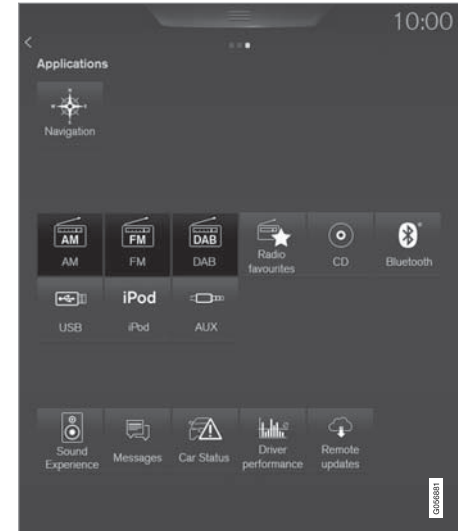 10:00
Applications
Navigation
AM FM DAB
AM FM DAB Radio favourites CD Bluetooth
iPod
USB iPod AUX
Sound Experience Messages Car Status Driver performance Remote updates
G056881